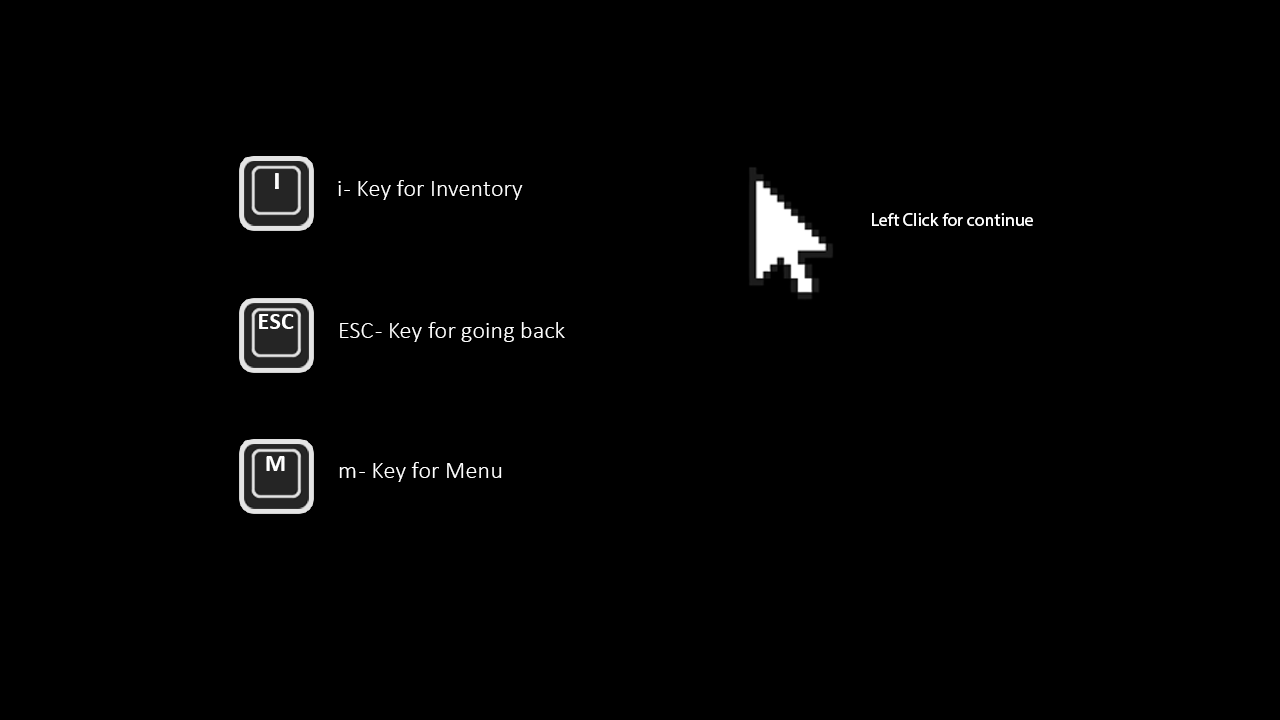 I
i- Key for Inventory
Left Click for continue
ESC
ESC- Key for going back
M
m- Key for Menu